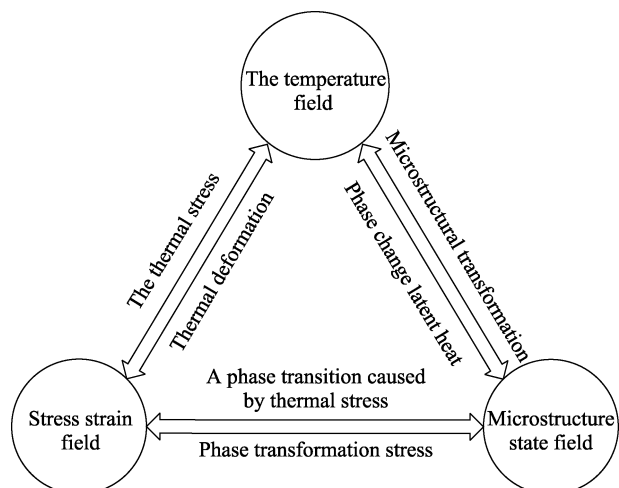 The temperature
field
The thermal stress
Thermal deformation
Microstructural transformation
Phase change latent heat
A phase transition caused
by thermal stress
Stress strain
field
Microstructure
state field
Phase transformation stress